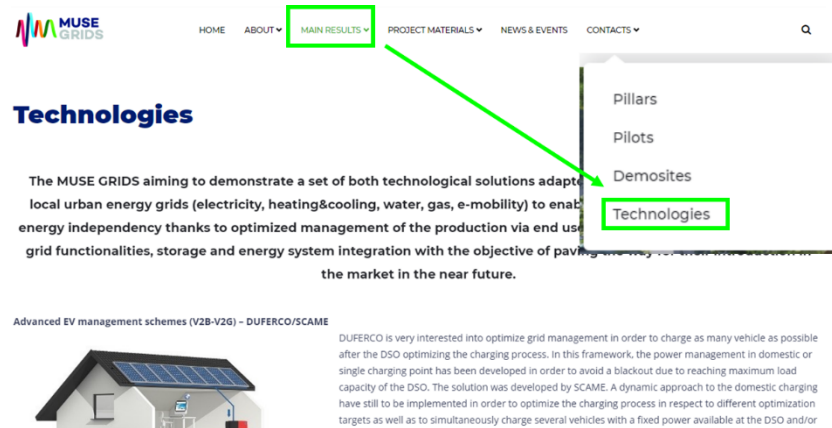 MUSE
GRIDS
HOME ABOUT MAIN RESULTS PROJECT MATERIALS NEWS & EVENTS CONTACTS
Pillars
Pilots
Demosites
Technologies
Technologies
The MUSE GRIDS aiming to demonstrate a set of both technological solutions
local urban energy grids (electricity, heating&cooling, water, gas, e-mobility) to
energy independency thanks to optimized management of the production via end
grid functionalities, storage and energy system integration with the objective of
the market in the near future.
Advanced EV management schemes (V2B-V2G) – DUFERCO/SCAME
DUFERCO is very interested into optimize grid management in order to charge as many vehicle as possible
after the DSO optimizing the charging process. In this framework, the power management in domestic or
single charging point has been developed in order to avoid a blackout due to reaching maximum load
capacity of the DSO. The solution was developed by SCAME. A dynamic approach to the domestic charging
have still to be implemented in order to optimize the charging process in respect to different optimization
targets as well as to simultaneously charge several vehicles with a fixed power available at the DSO and/or